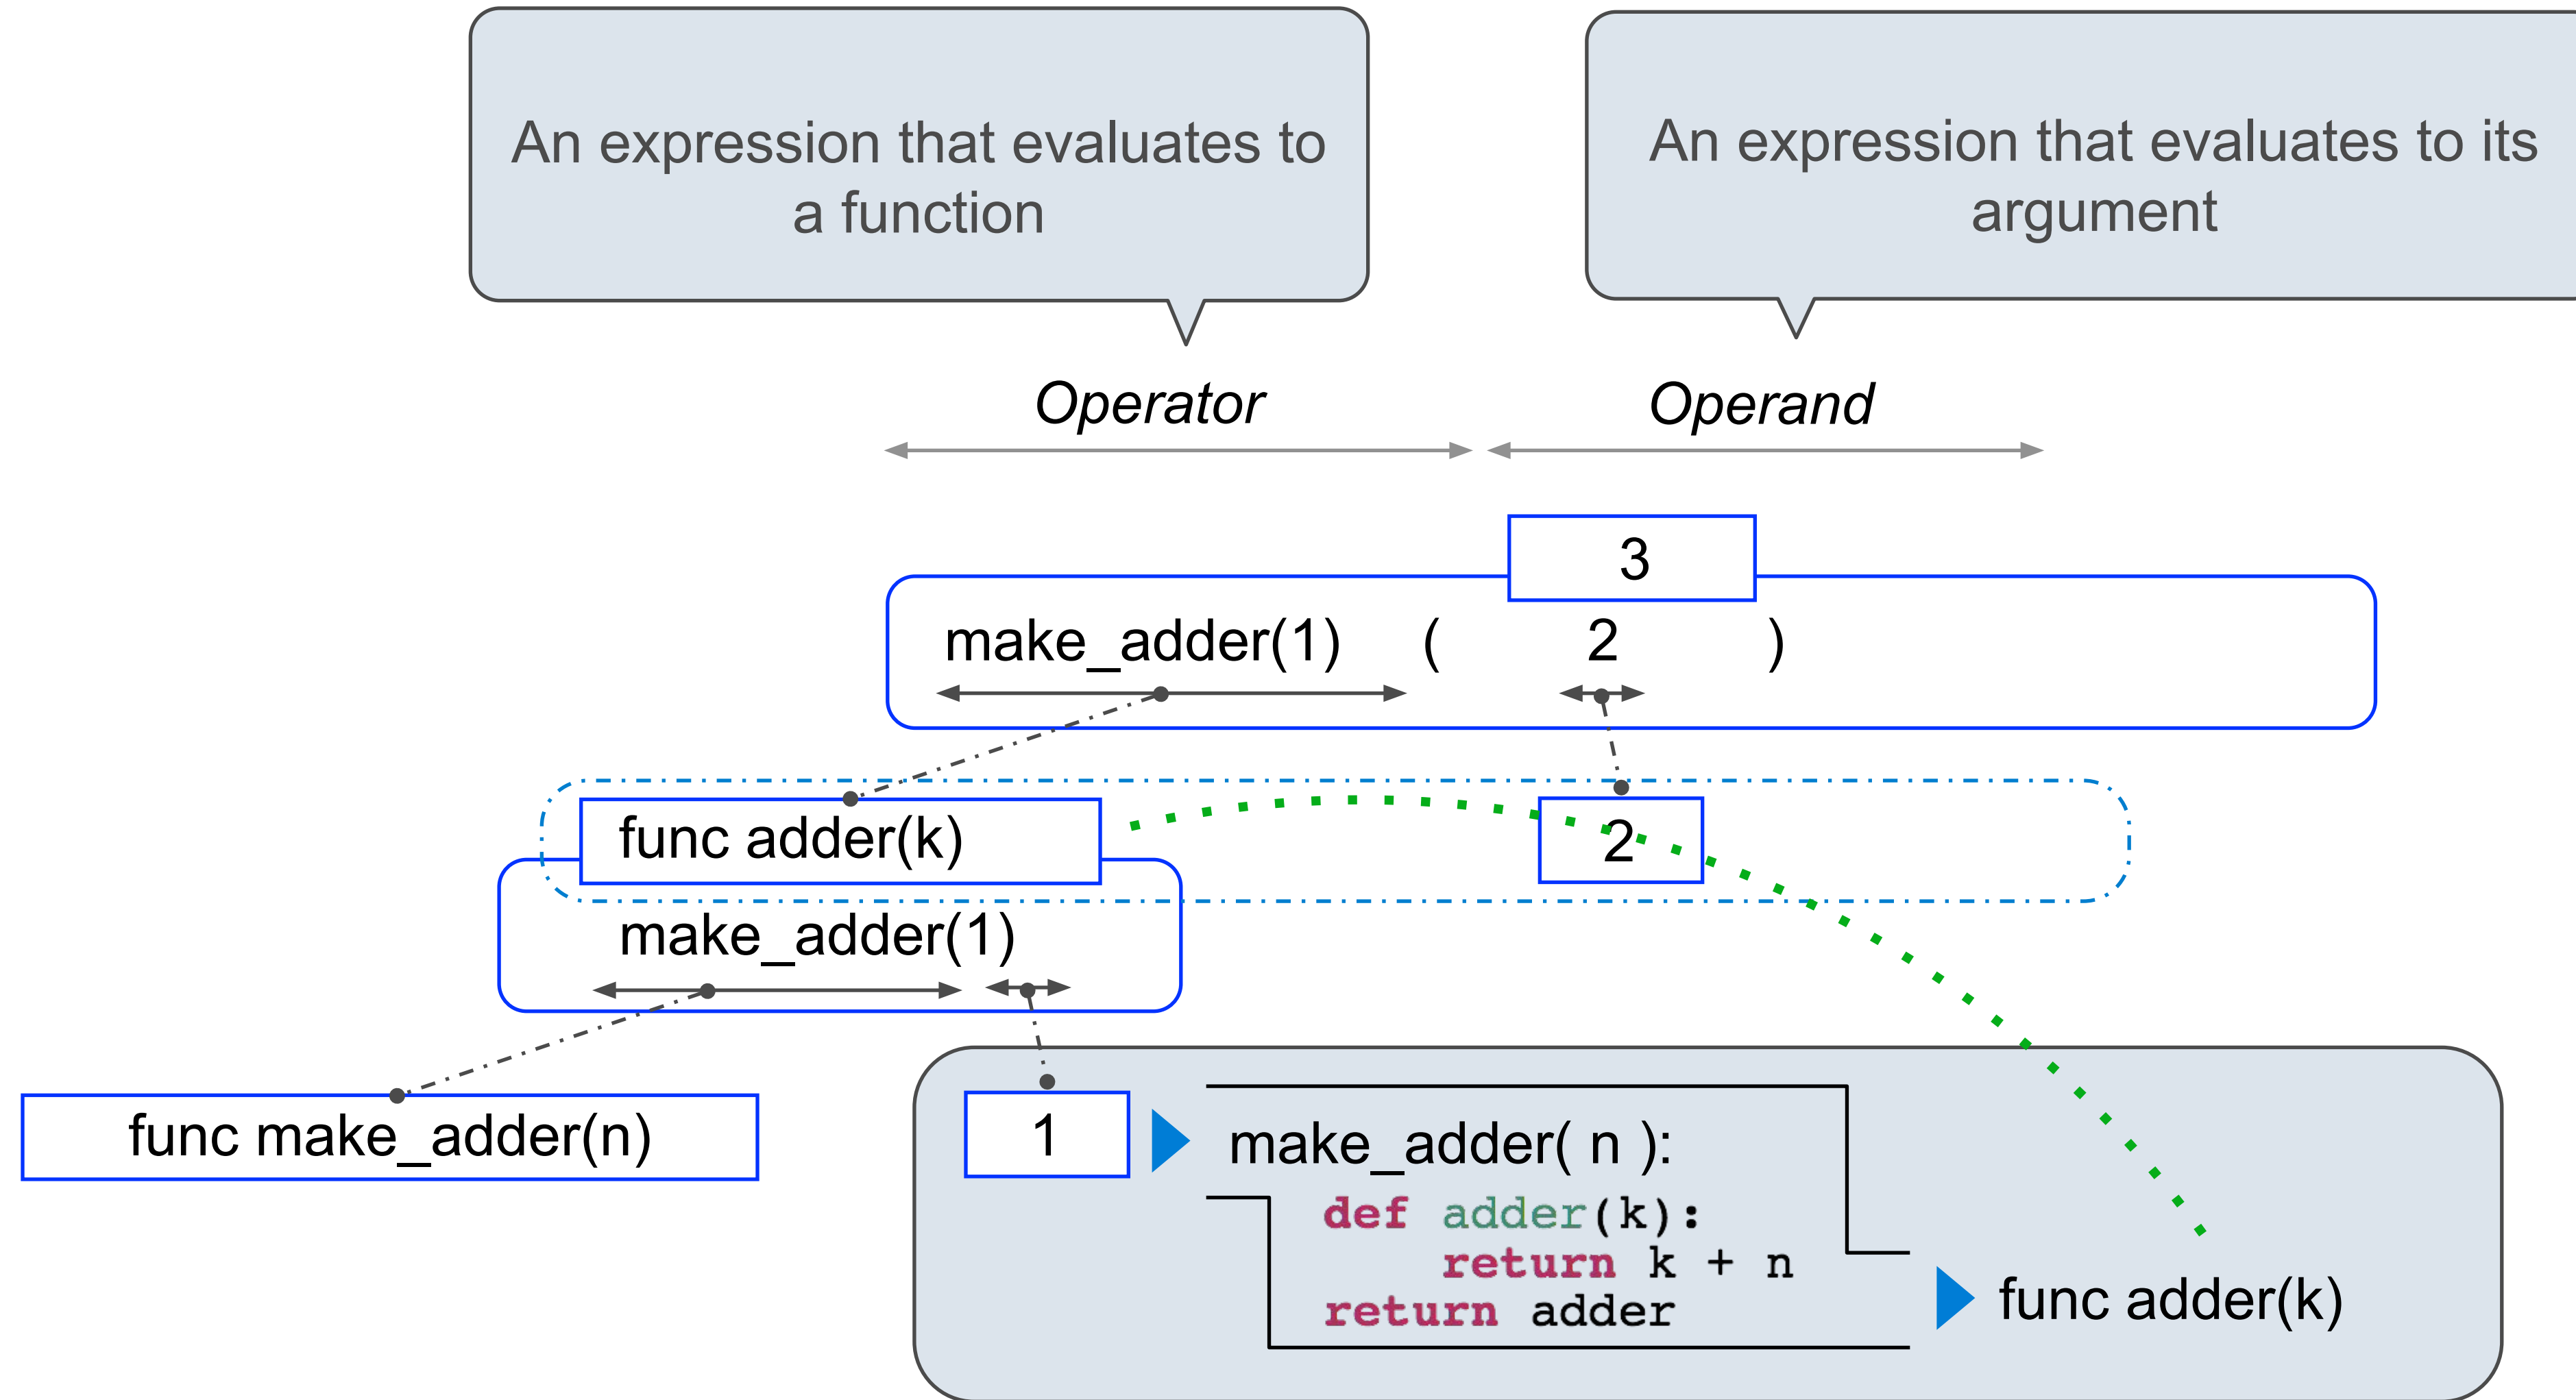 An expression that evaluates to
a function
An expression that evaluates to its
argument
Operator
Operand
3
make_adder(1) ( 2 )
func adder(k)
2
make_adder(1)
func make_adder(n)
1
make_adder( n ):
def adder(k):
return k + n
return adder
func adder(k)